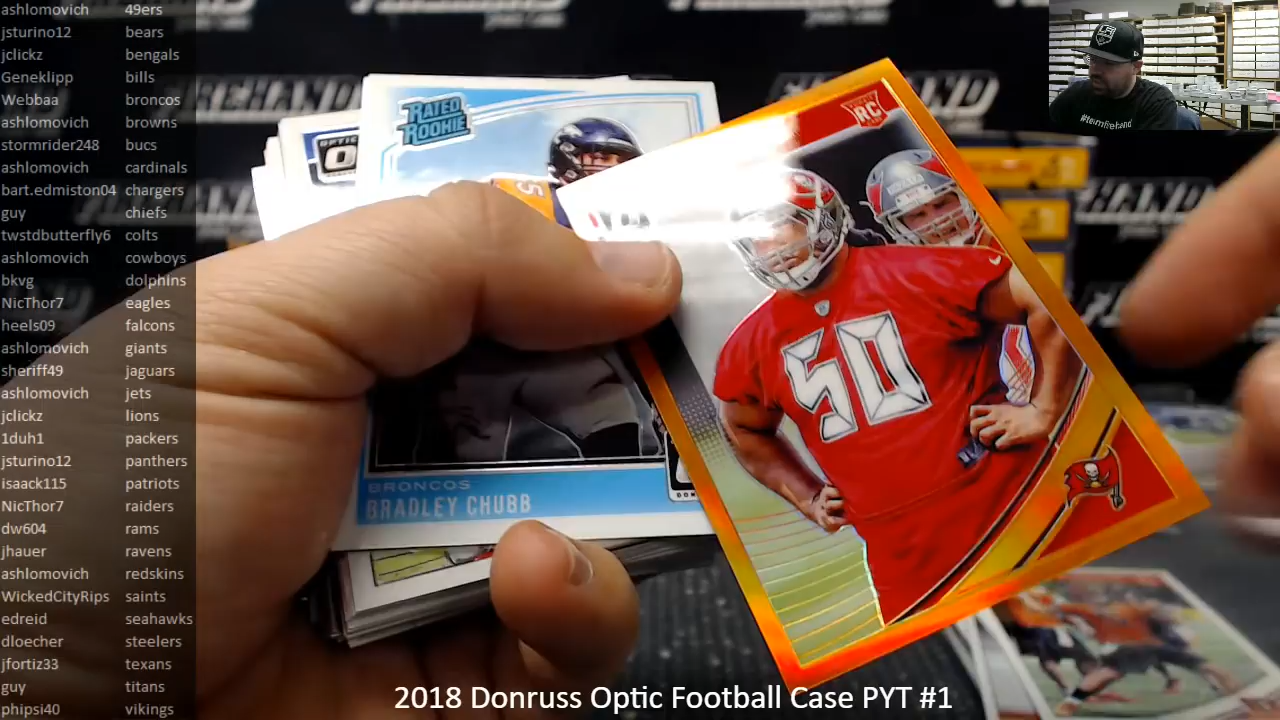 ashlomovich 49ers
jsturino12 bears
jclickz bengals
Geneklipp bills
Webbaa broncos
ashlomovich browns
stormrider248 bucs
ashlomovich cardinals
bart.edmiston04 chargers
guy chiefs
twstdbutterfly6 colts
ashlomovich cowboys
bkvg dolphins
NicThor7 eagles
heels09 falcons
ashlomovich giants
sheriff49 jaguars
ashlomovich jets
jclickz lions
1duh1 packers
jsturino12 panthers
isaack115 patriots
NicThor7 raiders
dw604 rams
jhauer ravens
ashlomovich redskins
WickedCityRips saints
edreid seahawks
dloecher steelers
jfortiz33 texans
guy titans
phipsi40 vikings
RATED
ROOKIE
OPTIC
RC
5
50
BRONCOS
BRADLEY CHUBB
2018 Donruss Optic Football Case PYT #1